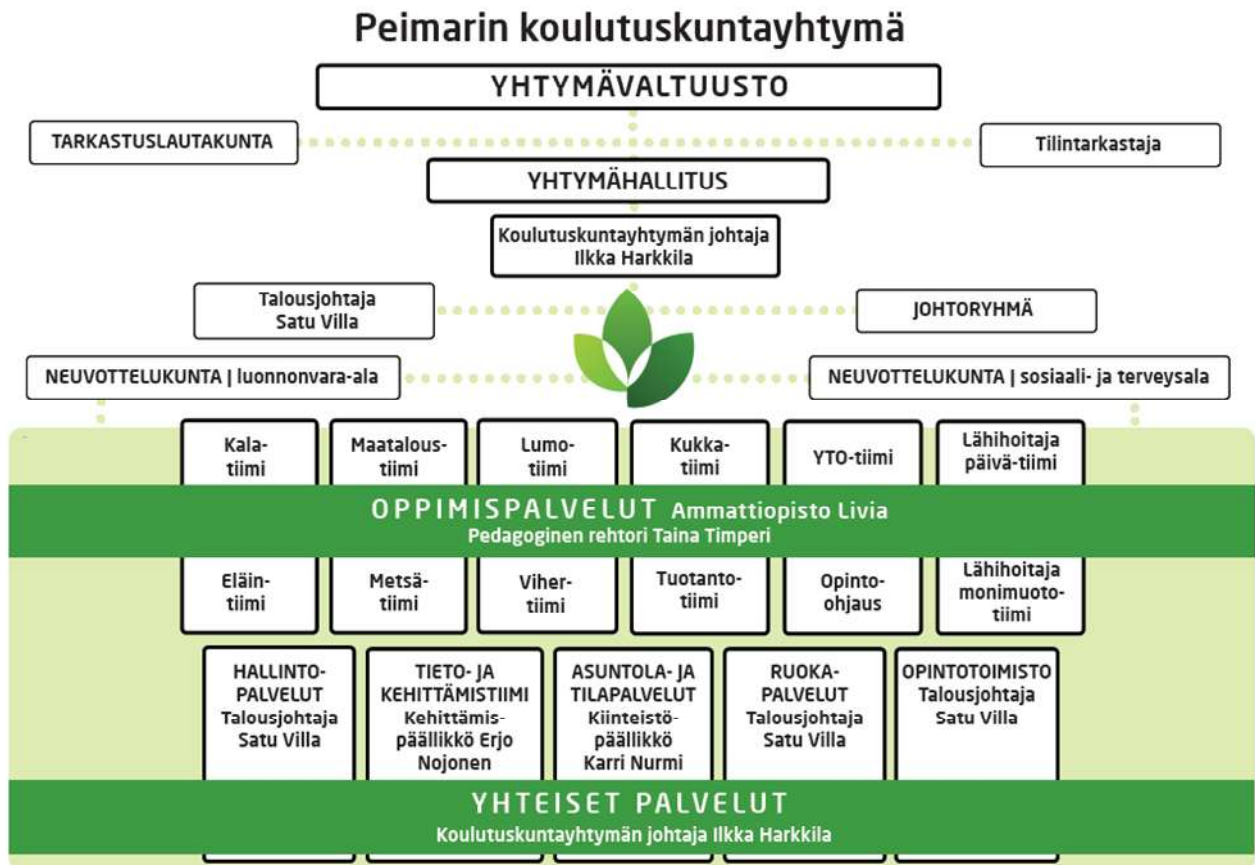 Peimarin koulutuskuntayhtymä
YHTYMÄVALTUUSTO
TARKASTUSLAUTAKUNTA
Tilintarkastaja
YHTYMÄHALLITUS
Koulutuskuntayhtymän johtaja
Ilkka Harkkila
Talousjohtaja
Satu Villa
JOHTORYHMÄ
NEUVOTTELUKUNTA | luonnonvara-ala
NEUVOTTELUKUNTA | sosiaali- ja terveysala
Kala-
tiimi
Maatalous-
tiimi
Lumo-
tiimi
Kukka-
tiimi
YTO-tiimi
Lähihoitaja
päivä-tiimi
OPPIMISPALVELUT Ammattiopisto Livia
Pedagoginen rehtori Taina Timperi
Eläin-
tiimi
Metsä-
tiimi
Viher-
tiimi
Tuotanto-
tiimi
Opinto-
ohjaus
Lähihoitaja
monimuoto-
tiimi
HALLINTO-
PALVELUT
Talousjohtaja
Satu Villa
TIETO- JA
KEHITTÄMISTIIMI
Kehittämis-
päällikkö Erjo
Nojonen
ASUNTOLA- JA
TILAPALVELUT
Kiinteistö-
päällikkö
Karri Nurmi
RUOKA-
PALVELUT
Talousjohtaja
Satu Villa
OPINTOTOIMISTO
Talousjohtaja
Satu Villa
YHTEISET PALVELUT
Koulutuskuntayhtymän johtaja Ilkka Harkkila